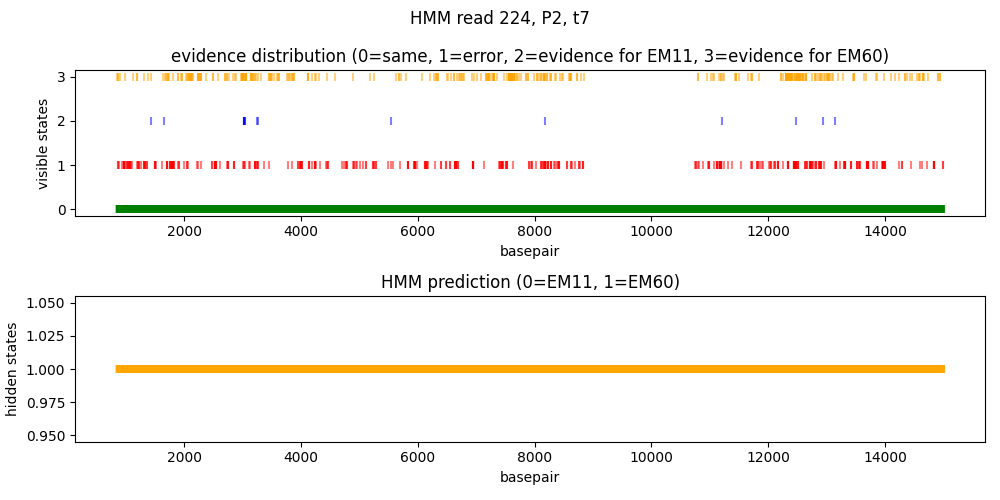 HMM read 224, P2, t7
evidence distribution (0=same, 1=error, 2=evidence for EM11, 3=evidence for EM60)
visible states
3
2
1
0
2000 4000 6000 8000 10000 12000 14000
basepair
HMM prediction (0=EM11, 1=EM60)
hidden states
1.050
1.025
1.000
0.975
0.950
2000 4000 6000 8000 10000 12000 14000
basepair